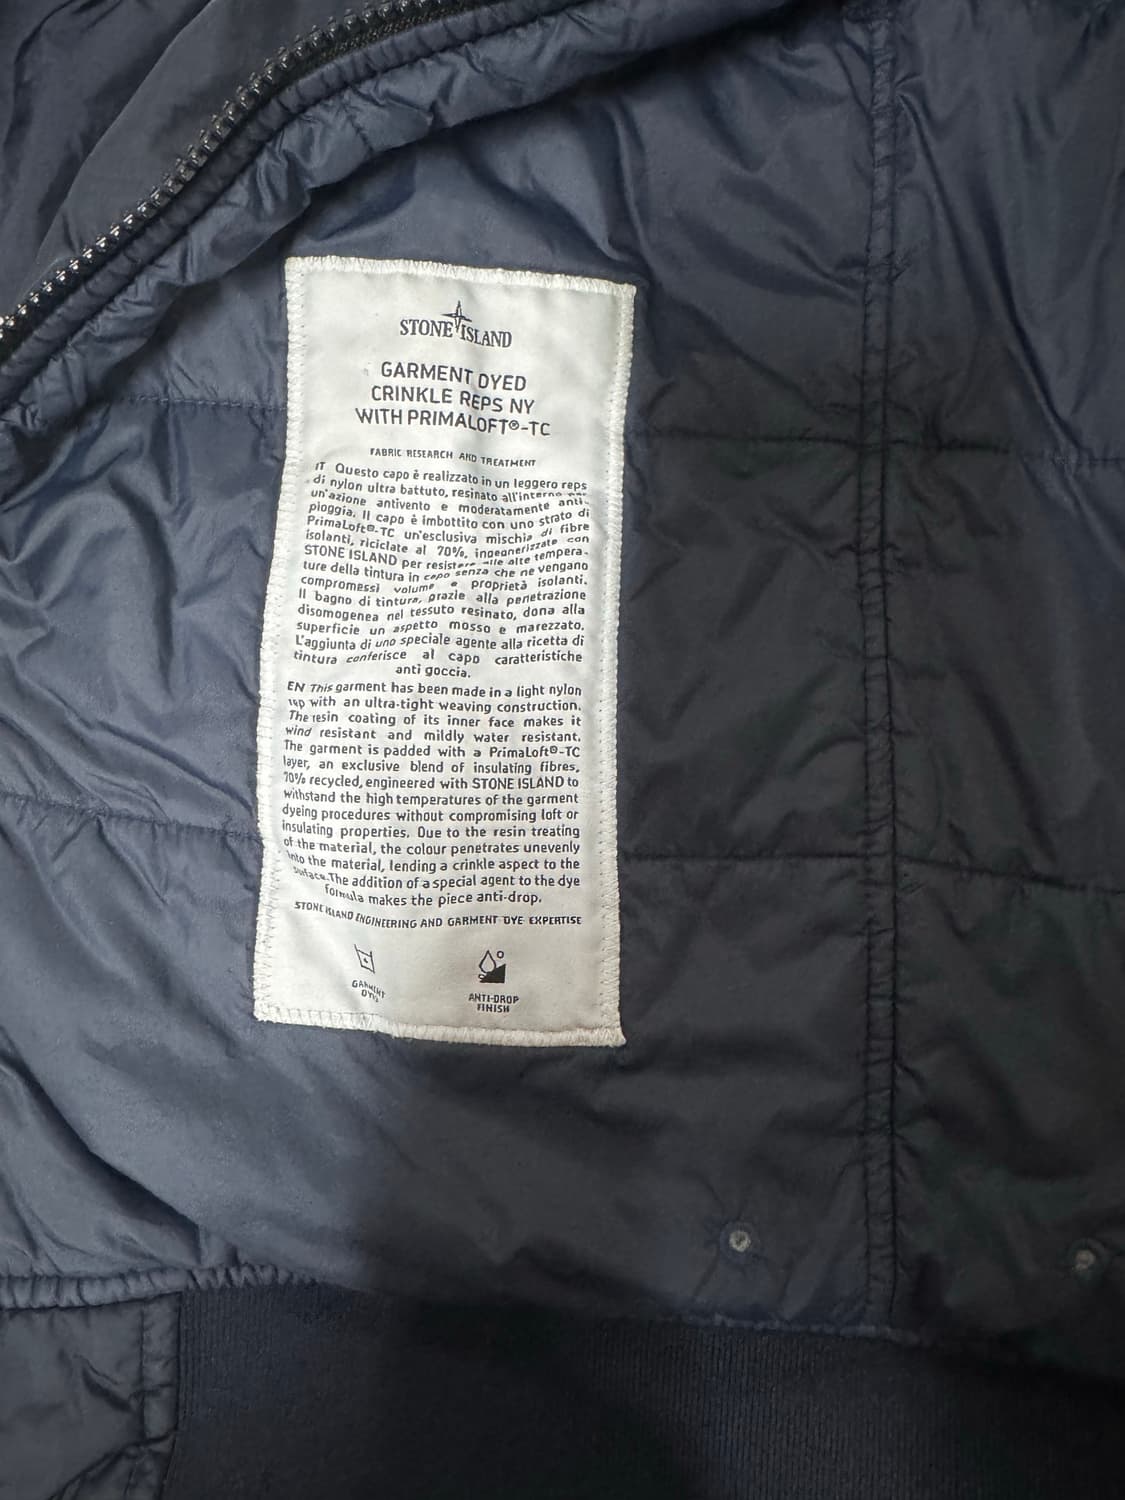 STONE ISLAND
GARMENT DYED
CRINKLE REPS NY
WITH PRIMALOFT®-TC
FABRIC RESEARCH AND TREATMENT
IT Questo capo è realizzato in un leggero reps
di nylon ultra battuto, resinato all'interno per
un'azione antivento e moderatamente anti-
pioggia. Il capo è imbottito con uno strato di
PrimaLoft®-TC un'esclusiva mischia di fibre
isolanti, riciclate al 70%, ingegnerizzate con
STONE ISLAND per resistere alle alte tempera-
ture della tintura in capo senza che ne vengano
compromessi volume e proprietà isolanti.
Il bagno di tintura, grazie alla penetrazione
disomogenea nel tessuto resinato, dona alla
superficie un aspetto mosso e marezzato.
L'aggiunta di uno speciale agente alla ricetta di
tintura conferisce al capo caratteristiche
anti goccia.
EN This garment has been made in a light nylon
rep with an ultra-tight weaving construction.
The resin coating of its inner face makes it
wind resistant and mildly water resistant.
The garment is padded with a PrimaLoft®-TC
layer, an exclusive blend of insulating fibres,
70% recycled, engineered with STONE ISLAND to
withstand the high temperatures of the garment
dyeing procedures without compromising loft or
insulating properties. Due to the resin treating
of the material, the colour penetrates unevenly
into the material, lending a crinkle aspect to the
surface. The addition of a special agent to the dye
formula makes the piece anti-drop.
STONE ISLAND ENGINEERING AND GARMENT DYE EXPERTISE
GARMENT
DYED
ANTI-DROP
FINISH